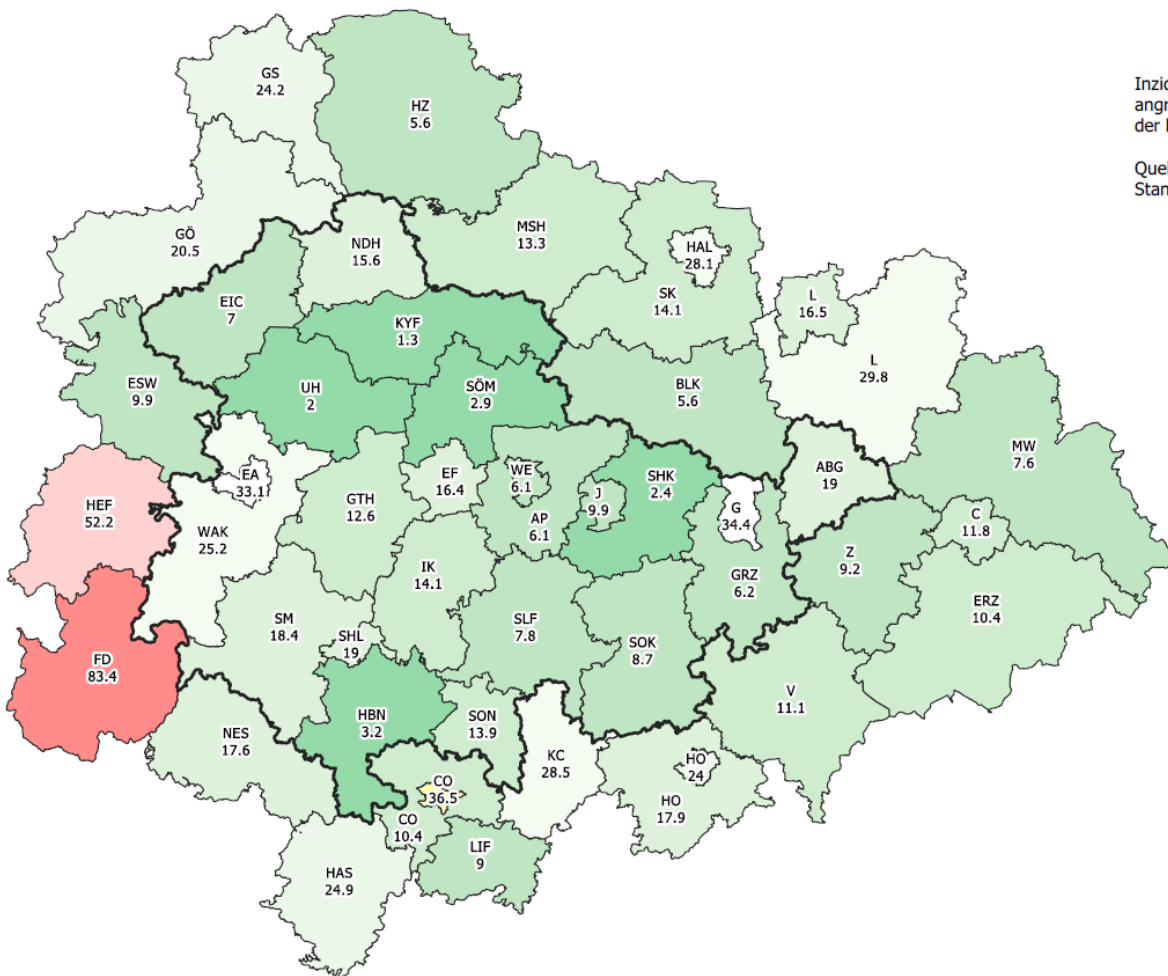 GS
24.2
HZ
5.6
Inzid
angr
der
Quel
Stan
GÖ
20.5
NDH
15.6
MSH
13.3
HAL
28.1
SK
14.1
L
16.5
EIC
7
KYF
1.3
L
29.8
ESW
9.9
UH
2
SÖM
2.9
BLK
5.6
MW
7.6
HEF
52.2
EA
33.1
WAK
25.2
GTH
12.6
EF
16.4
WE
6.1
AP
6.1
J
9.9
SHK
2.4
G
34.4
ABG
19
C
11.8
Z
9.2
IK
14.1
GRZ
6.2
ERZ
10.4
FD
83.4
SM
18.4
SHL
19
SLF
7.8
SOK
8.7
V
11.1
NES
17.6
HBN
3.2
SON
13.9
KC
28.5
HO
24
HO
17.9
CO
36.5
CO
10.4
LIF
9
HAS
24.9